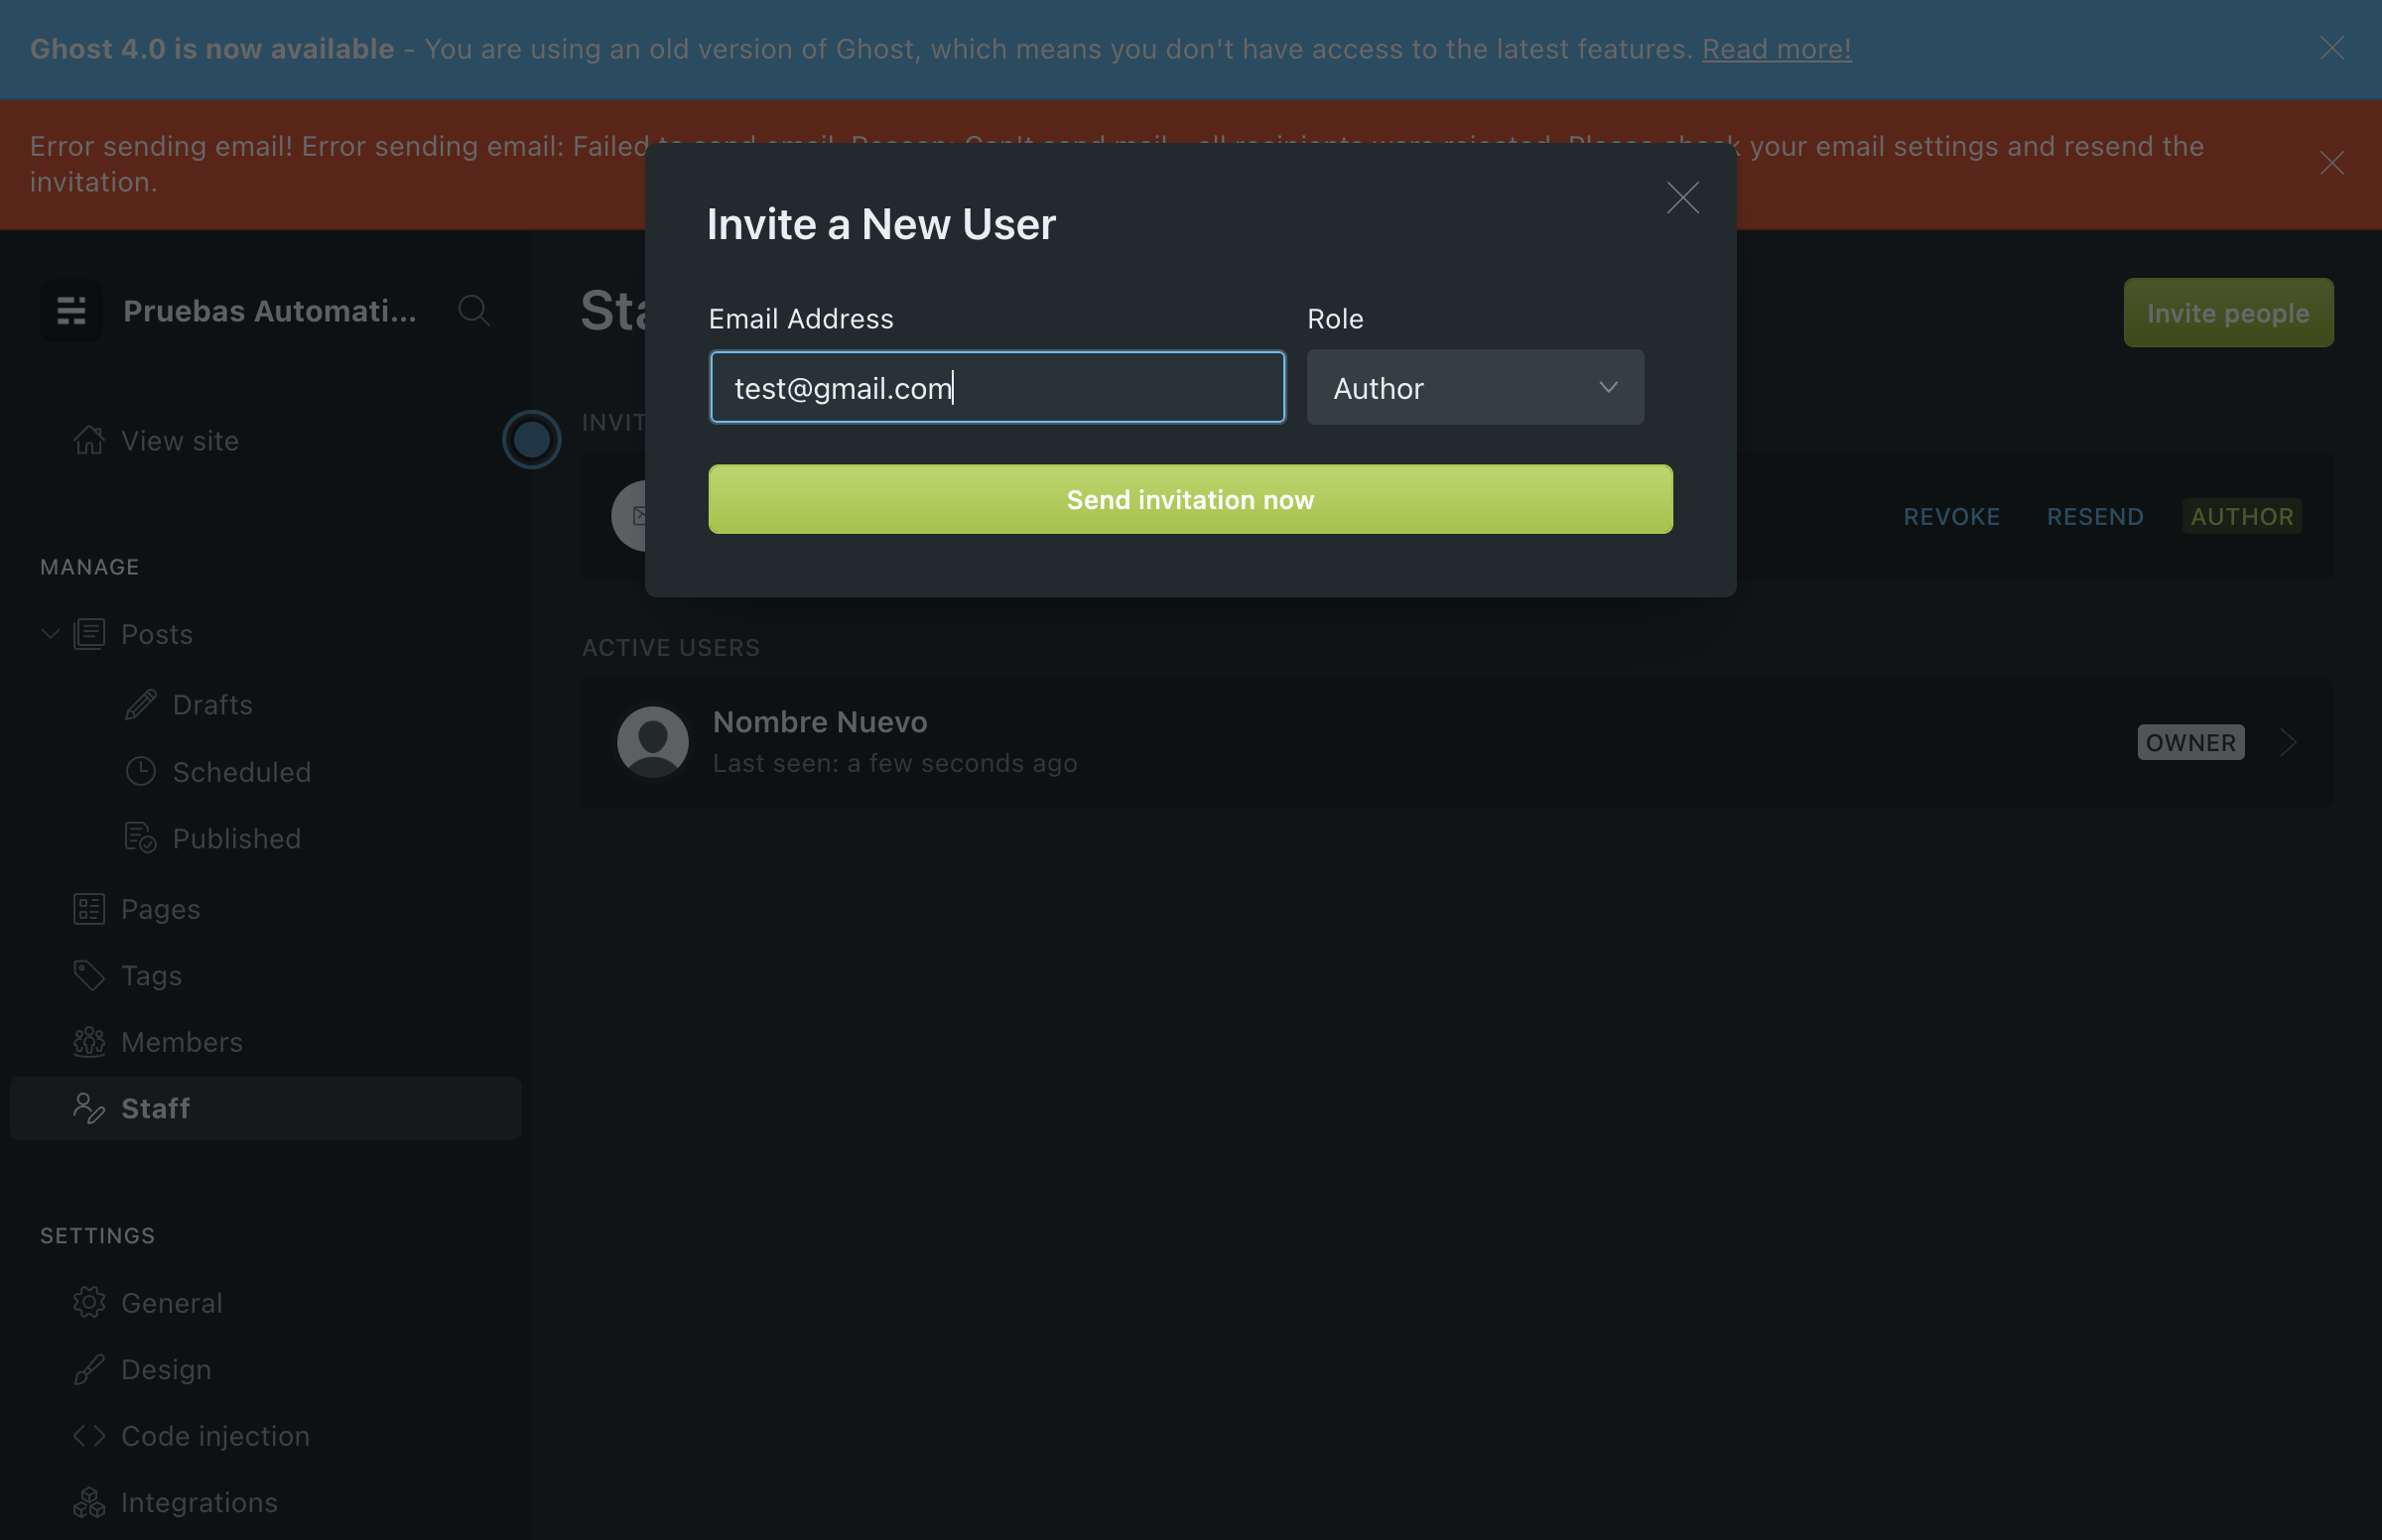 Ghost 4.0 is now available - You are using an old version of Ghost, which means you don't have access to the latest features. Read more!
Error sending email! Error sending email: Failed your email settings and resend the
invitation.
Invite a New User
Email Address
Role
test@gmail.com
Author
Send invitation now
Pruebas Automati...
Invite people
View site
REVOKE
RESEND
AUTHOR
MANAGE
Posts
Drafts
Scheduled
Published
Pages
Tags
Members
Staff
ACTIVE USERS
Nombre Nuevo
Last seen: a few seconds ago
OWNER
SETTINGS
General
Design
Code injection
Integrations